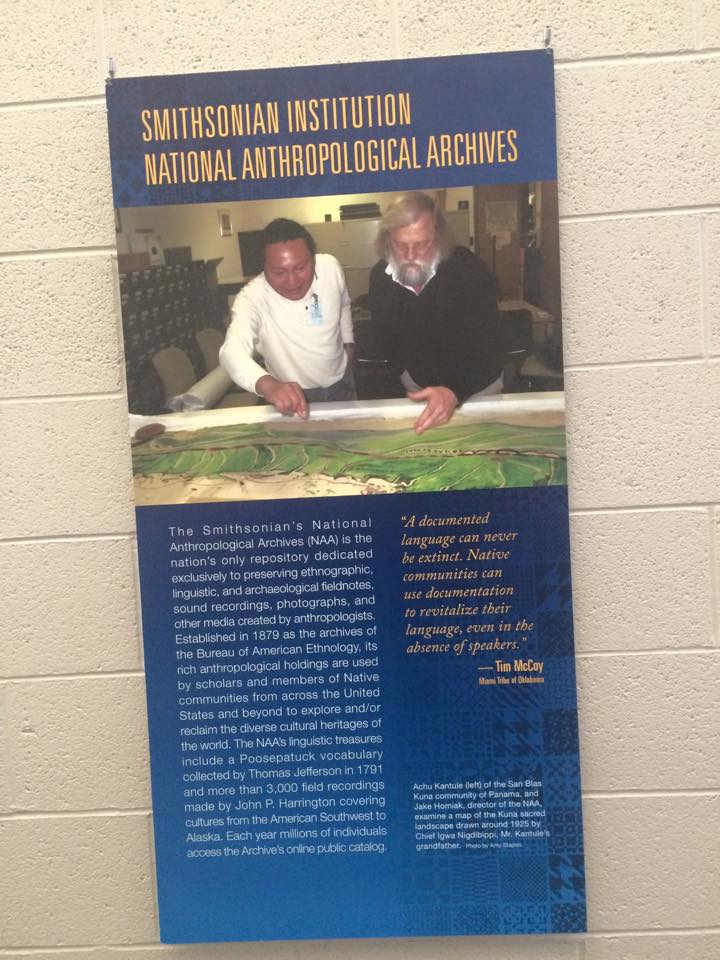 SMITHSONIAN INSTITUTION
NATIONAL ANTHROPOLOGICAL ARCHIVES
The Smithsonian's National
Anthropological Archives (NAA) is the
nation's only repository dedicated
exclusively to preserving ethnographic,
linguistic, and archaeological fieldnotes,
sound recordings, photographs, and
other media created by anthropologists.
Established in 1879 as the archives of
the Bureau of American Ethnology, its
rich anthropological holdings are used
by scholars and members of Native
communities from across the United
States and beyond to explore and/or
reclaim the diverse cultural heritages of
the world. The NAA's linguistic treasures
include a Poosepatuck vocabulary
collected by Thomas Jefferson in 1791
and more than 3,000 field recordings
made by John P. Harrington covering
cultures from the American Southwest to
Alaska. Each year millions of individuals
access the Archive's online public catalog.
"A documented
language can never
be extinct. Native
communities can
use documentation
to revitalize their
language, even in the
absence of speakers."
— Tim McCoy
Miami Tribe of Oklahoma
Achu Kantule (left) of the San Blas
Kuna community of Panama, and
Jake Homiak, director of the NAA,
examine a map of the Kuna sacred
landscape drawn around 1925 by
Chief Igwa Nigdibippi, Mr. Kantule's
grandfather. Photo by Amy Staples